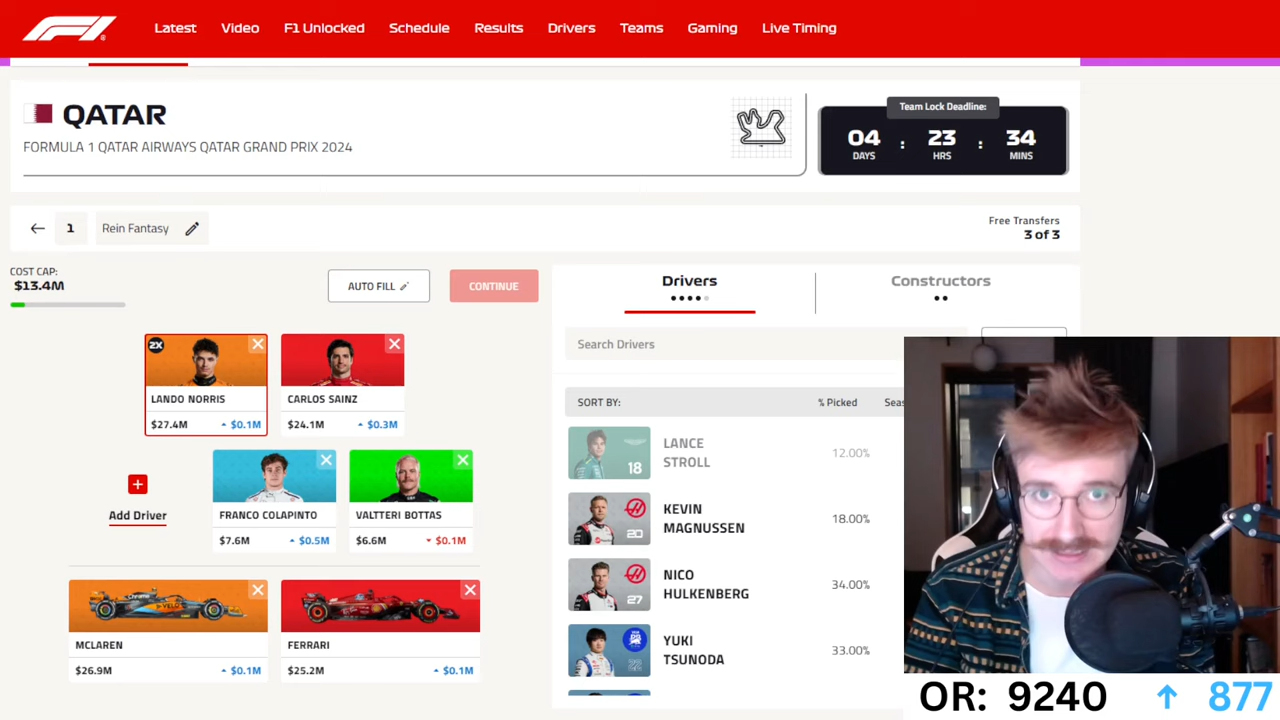 F1
Latest
Video
F1 Unlocked
Schedule
Results
Drivers
Teams
Gaming
Live Timing
QATAR
FORMULA 1 QATAR AIRWAYS QATAR GRAND PRIX 2024
Team Lock Deadline:
04 : 23 : 34
DAYS HRS MINS
1
Rein Fantasy
Free Transfers
3 of 3
COST CAP:
$13.4M
AUTO FILL
CONTINUE
2X
LANDO NORRIS
$27.4M $0.1M
CARLOS SAINZ
$24.1M $0.3M
Add Driver
FRANCO COLAPINTO
$7.6M $0.5M
VALTTERI BOTTAS
$6.6M $0.1M
MCLAREN
$26.9M $0.1M
FERRARI
$25.2M $0.1M
Drivers
Constructors
Search Drivers
SORT BY:
% Picked
Seas
18
LANCE
STROLL
12.00%
20
KEVIN
MAGNUSSEN
18.00%
27
NICO
HULKENBERG
34.00%
YUKI
TSUNODA
33.00%
OR: 9240 ↑ 877